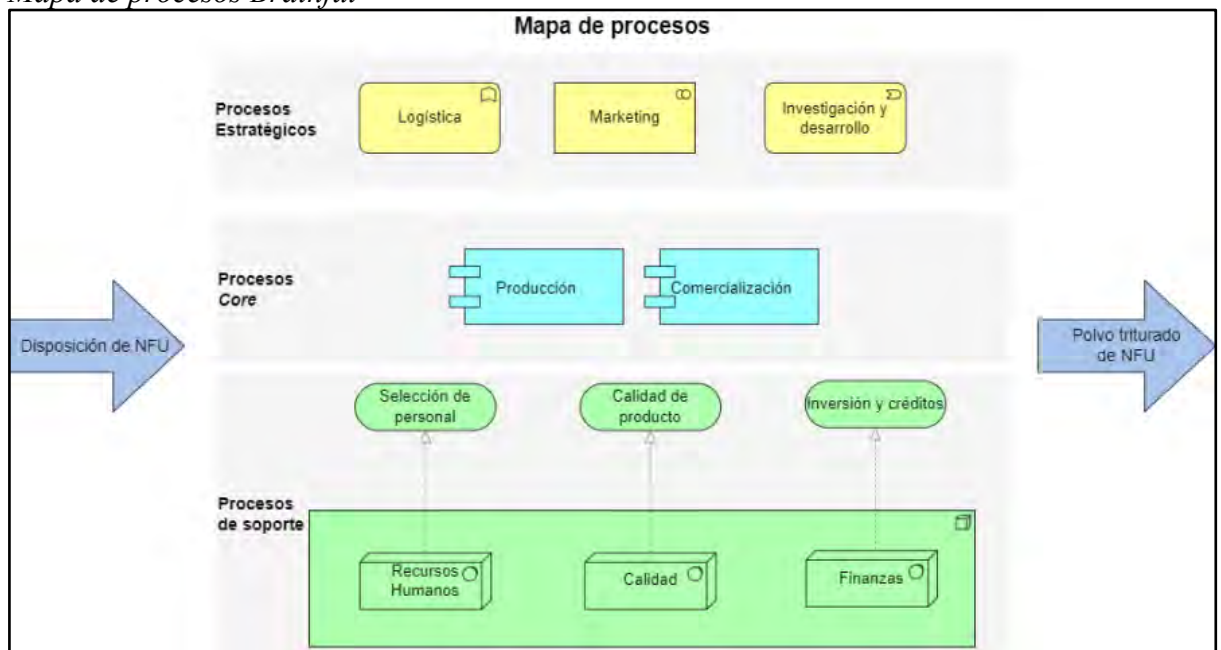 Mapa de procesos Brainful
Mapa de procesos
Procesos
Estratégicos
Logística
Marketing
Investigación y
desarrollo
Procesos
Core
Producción
Comercialización
Disposición de NFU
Polvo triturado
de NFU
Selección de
personal
Calidad de
producto
Inversión y créditos
Procesos
de soporte
Recursos
Humanos
Calidad
Finanzas